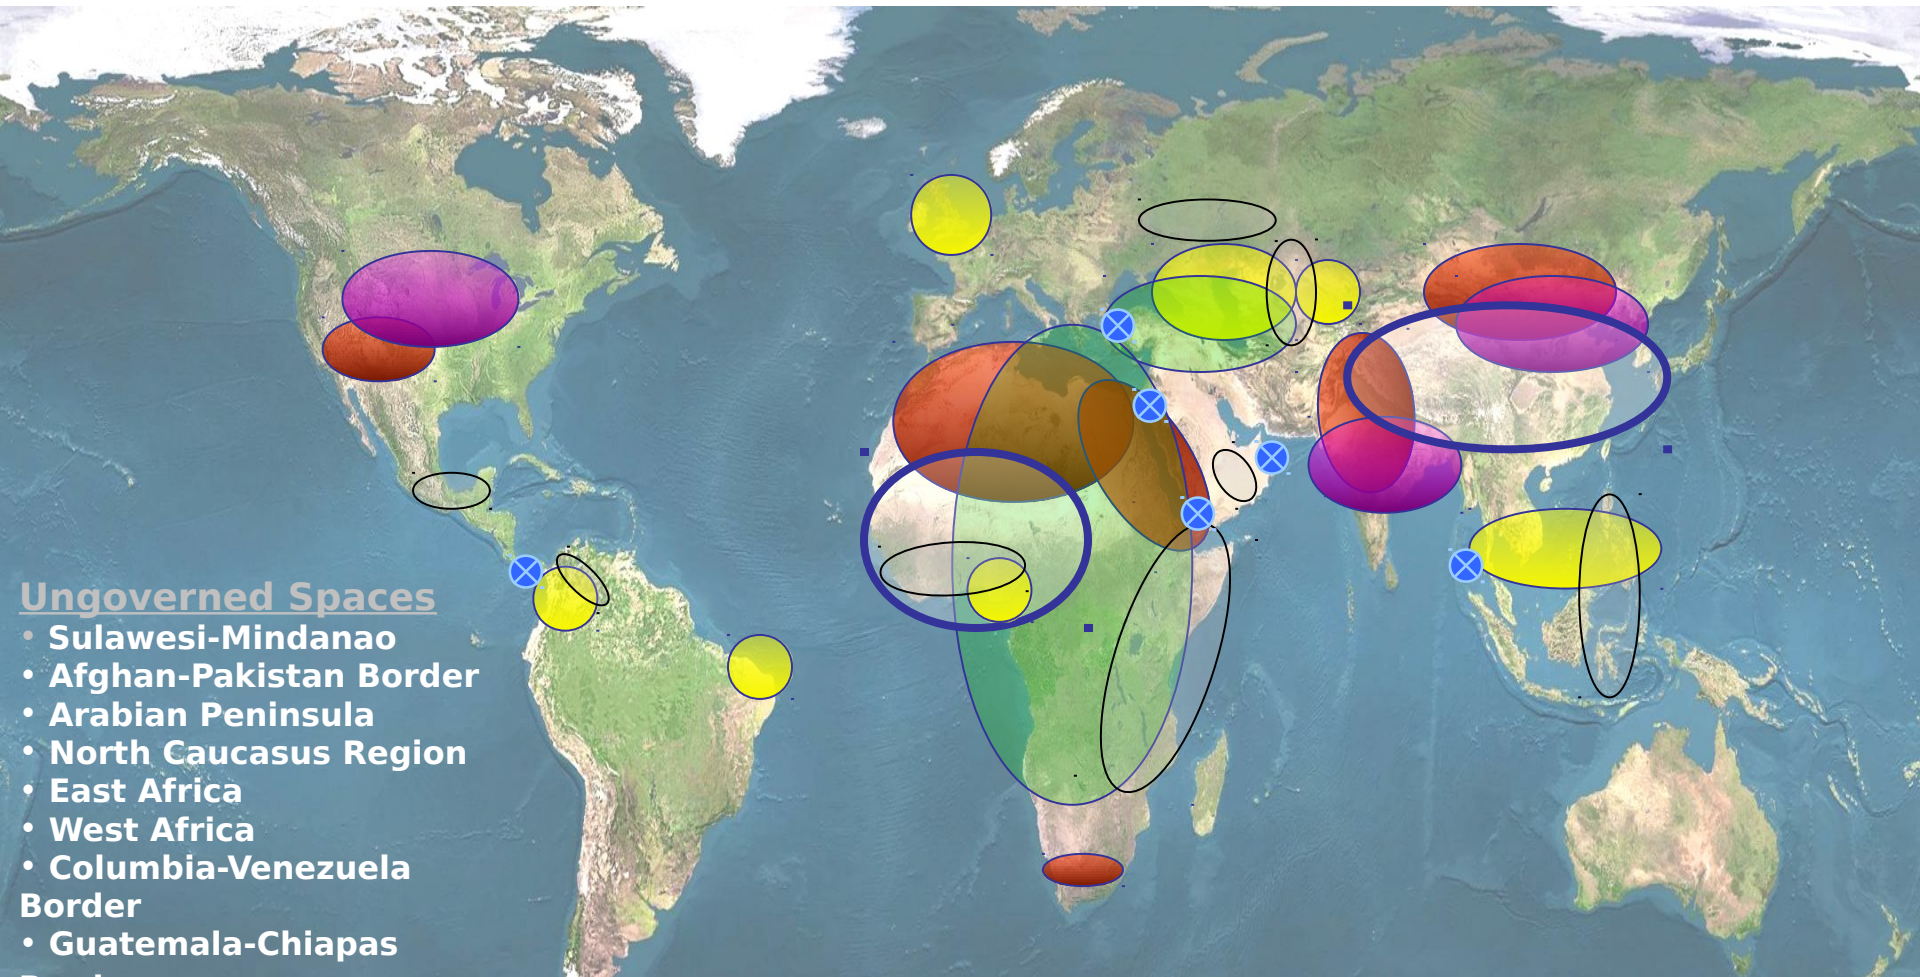 Ungoverned Spaces
• Sulawesi-Mindanao
• Afghan-Pakistan Border
• Arabian Peninsula
• North Caucasus Region
• East Africa
• West Africa
• Columbia-Venezuela
Border
• Guatemala-Chiapas